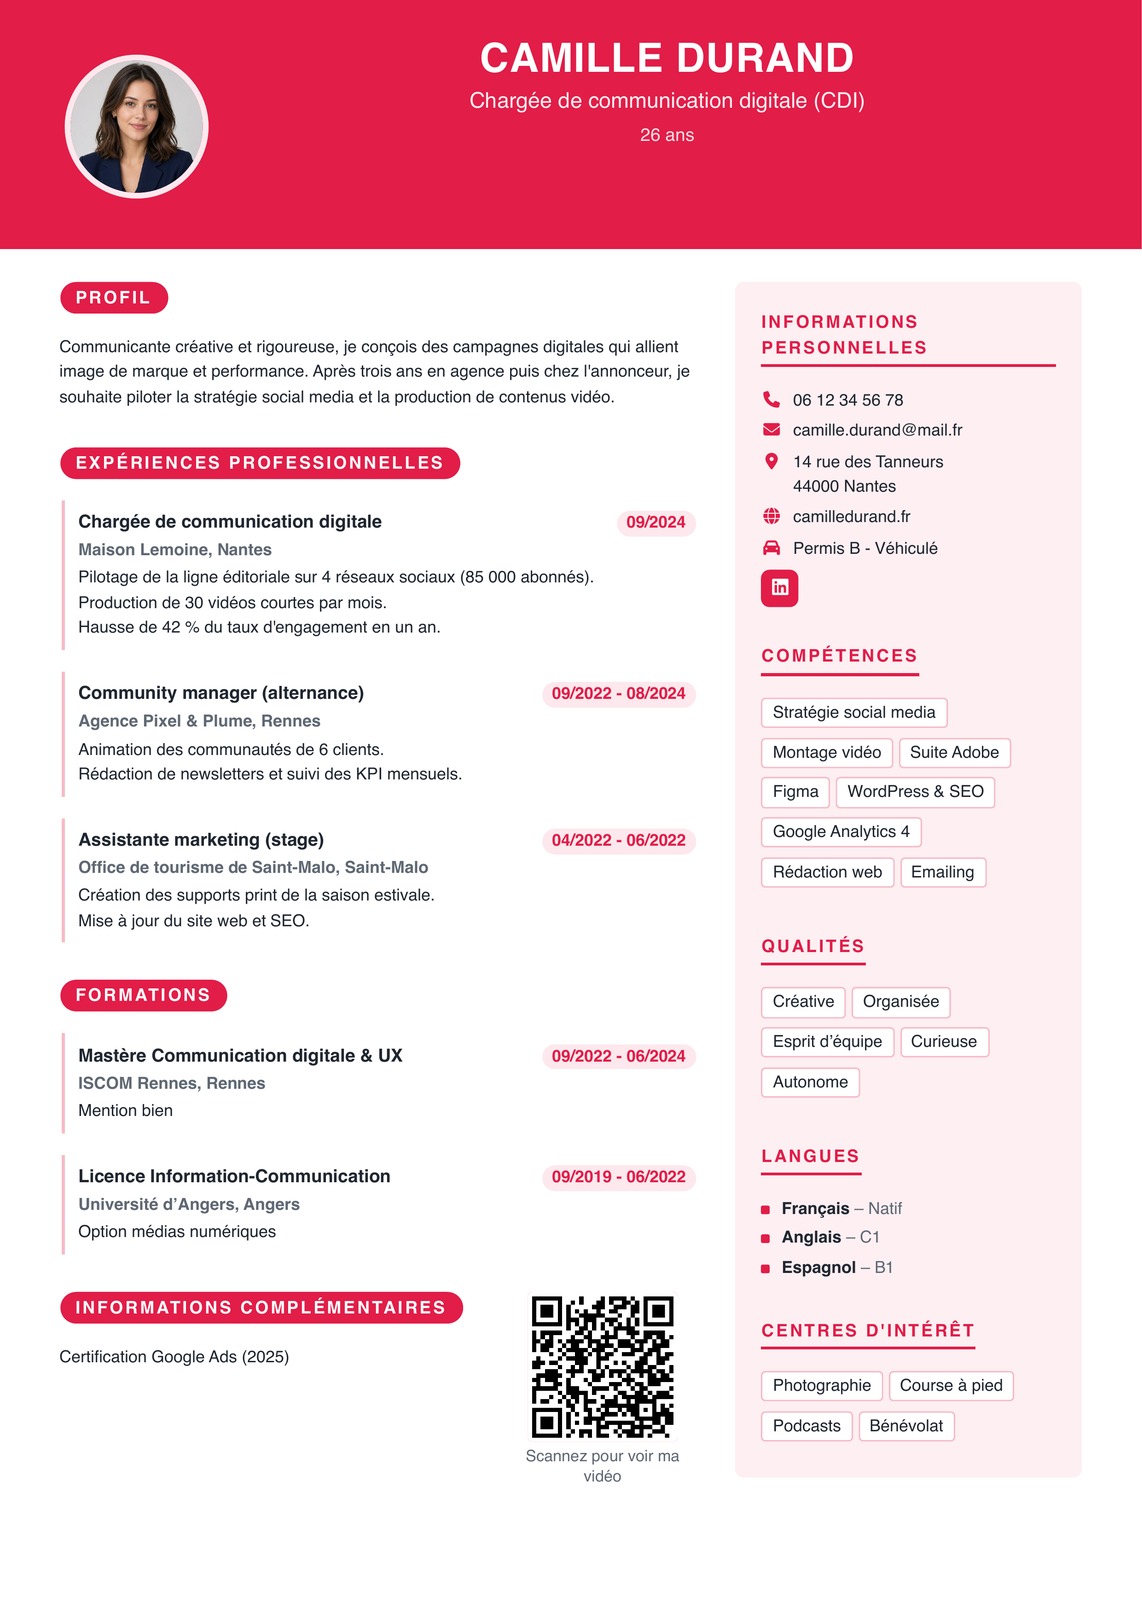 CAMILLE DURAND
Chargée de communication digitale (CDI)
26 ans
PROFIL
Communicante créative et rigoureuse, je conçois des campagnes digitales qui allient
image de marque et performance. Après trois ans en agence puis chez l'annonceur, je
souhaite piloter la stratégie social media et la production de contenus vidéo.
EXPÉRIENCES PROFESSIONNELLES
Chargée de communication digitale
09/2024
Maison Lemoine, Nantes
Pilotage de la ligne éditoriale sur 4 réseaux sociaux (85 000 abonnés).
Production de 30 vidéos courtes par mois.
Hausse de 42 % du taux d'engagement en un an.
Community manager (alternance)
09/2022 - 08/2024
Agence Pixel & Plume, Rennes
Animation des communautés de 6 clients.
Rédaction de newsletters et suivi des KPI mensuels.
Assistante marketing (stage)
04/2022 - 06/2022
Office de tourisme de Saint-Malo, Saint-Malo
Création des supports print de la saison estivale.
Mise à jour du site web et SEO.
FORMATIONS
Mastère Communication digitale & UX
09/2022 - 06/2024
ISCOM Rennes, Rennes
Mention bien
Licence Information-Communication
09/2019 - 06/2022
Université d’Angers, Angers
Option médias numériques
INFORMATIONS COMPLÉMENTAIRES
Certification Google Ads (2025)
Scannez pour voir ma
vidéo
INFORMATIONS
PERSONNELLES
06 12 34 56 78
camille.durand@mail.fr
14 rue des Tanneurs
44000 Nantes
camilledurand.fr
Permis B - Véhiculé
in
COMPÉTENCES
Stratégie social media
Montage vidéo
Suite Adobe
Figma
WordPress & SEO
Google Analytics 4
Rédaction web
Emailing
QUALITÉS
Créative
Organisée
Esprit d’équipe
Curieuse
Autonome
LANGUES
Français – Natif
Anglais – C1
Espagnol – B1
CENTRES D'INTÉRÊT
Photographie
Course à pied
Podcasts
Bénévolat